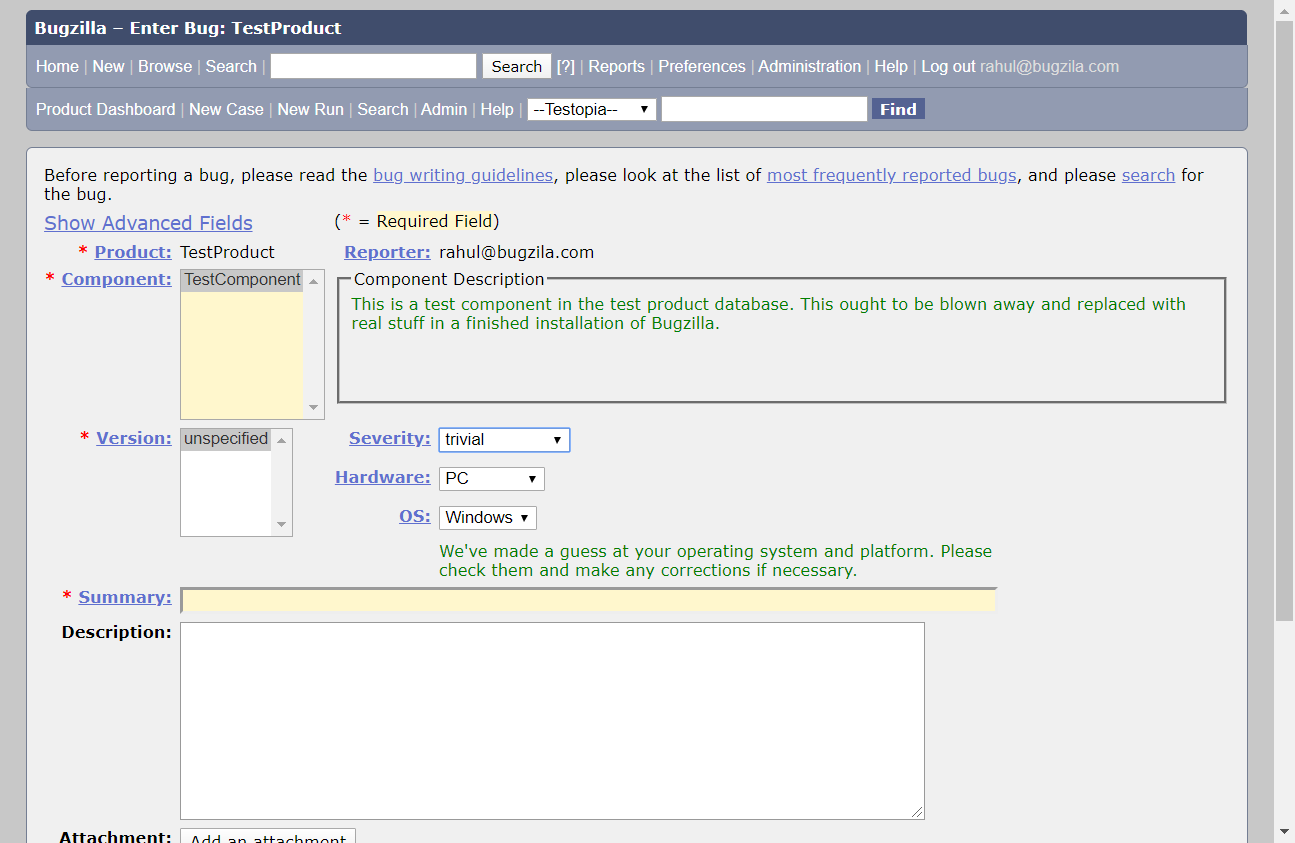 Bugzilla – Enter Bug: TestProduct
Home | New | Browse | Search | Search [?] | Reports | Preferences | Administration | Help | Log out rahul@bugzila.com
Product Dashboard | New Case | New Run | Search | Admin | Help | --Testopia-- Find
Before reporting a bug, please read the bug writing guidelines, please look at the list of most frequently reported bugs, and please search for
the bug.
Show Advanced Fields (* = Required Field)
* Product: TestProduct Reporter: rahul@bugzila.com
* Component: TestComponent Component Description
This is a test component in the test product database. This ought to be blown away and replaced with
real stuff in a finished installation of Bugzilla.
* Version: unspecified Severity: trivial
Hardware: PC
OS: Windows
We've made a guess at your operating system and platform. Please
check them and make any corrections if necessary.
* Summary:
Description:
Attachment: Add an attachment